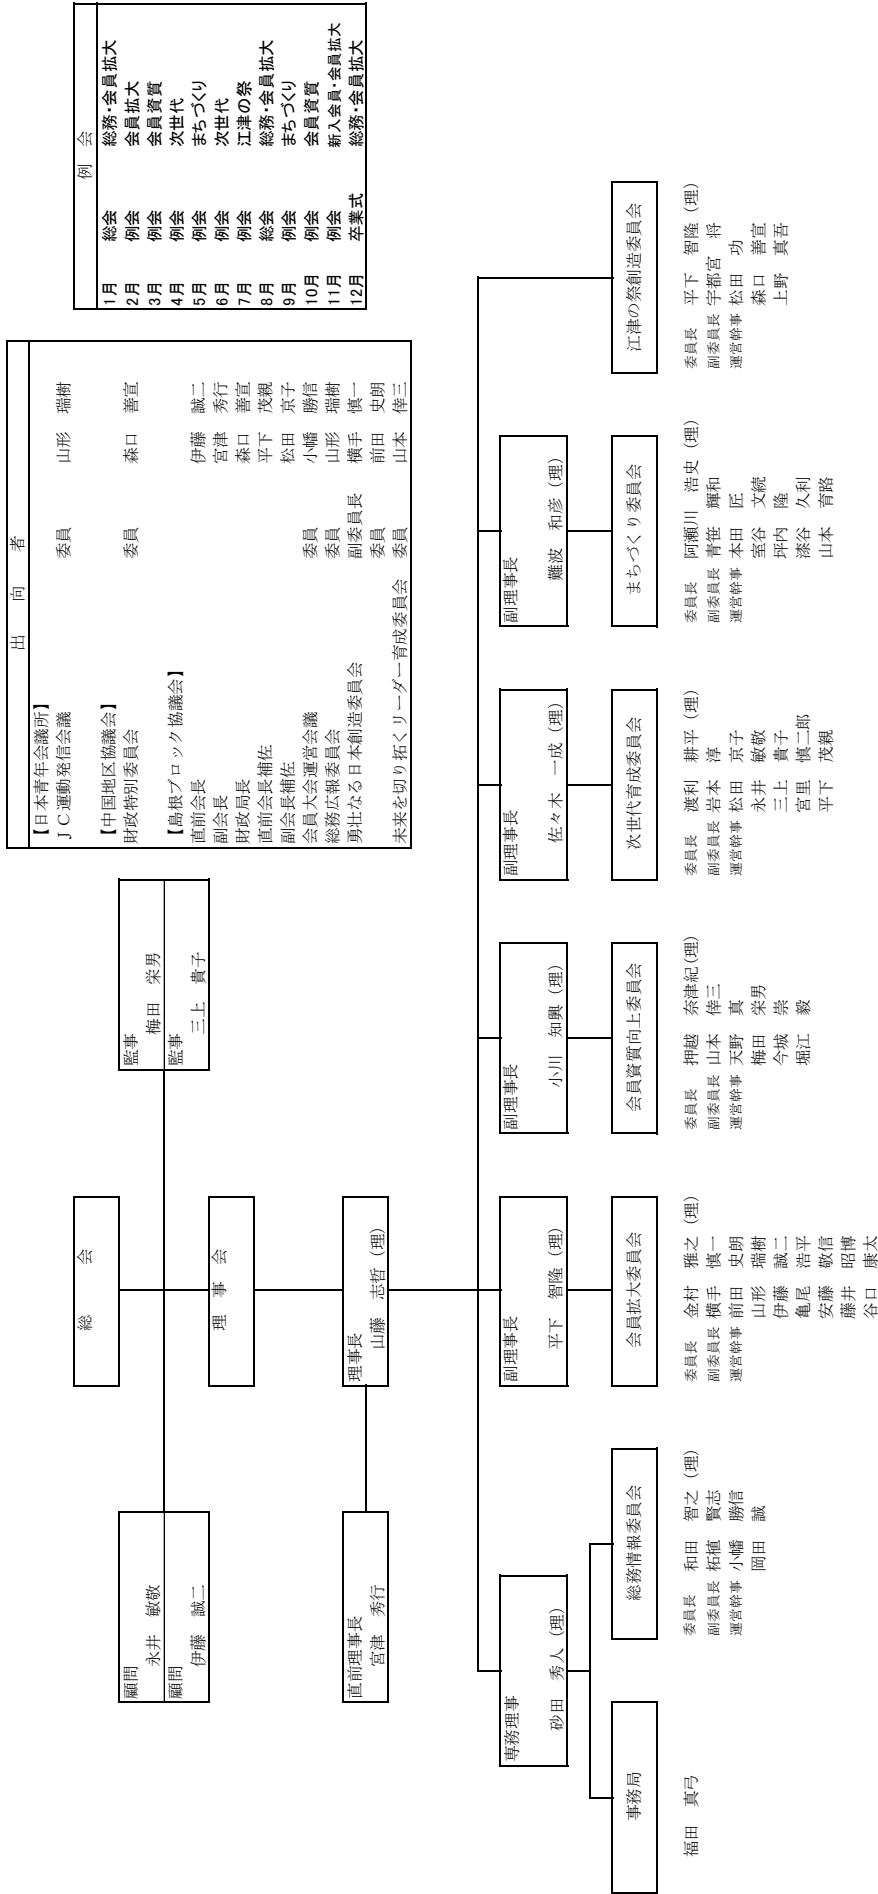 総　会
顧問
永井　敏敬
顧問
伊藤　誠二
監事
梅田　栄男
監事
三上　貴子
理　事　会
直前理事長
宮津　秀行
理事長
山藤　志哲（理）
出　向　者
【日本青年会議所】
ＪＣ運動発信会議　委員　山形　瑞樹
【中国地区協議会】
財政特別委員会　委員　森口　善宣
【島根ブロック協議会】
直前会長　伊藤　誠二
副会長　宮津　秀行
財政局長　森口　善宣
直前会長補佐　平下　茂親
副会長補佐　松田　京子
会員大会運営会議　委員　小幡　勝信
総務広報委員会　委員　山形　瑞樹
勇壮なる日本創造委員会　副委員長　横手　慎一
委員　前田　史朗
未来を切り拓くリーダー育成委員会　委員　山本　倖三
例　会
1月　総会　総務・会員拡大
2月　例会　会員拡大
3月　例会　会員資質
4月　例会　次世代
5月　例会　まちづくり
6月　例会　次世代
7月　例会　江津の祭
8月　総会　総務・会員拡大
9月　例会　まちづくり
10月　例会　会員資質
11月　例会　新入会員・会員拡大
12月　卒業式　総務・会員拡大
専務理事
砂田　秀人（理）
事務局
福田　真弓
総務情報委員会
委員長　和田　智之（理）
副委員長　柘植　賢志
運営幹事　小幡　勝信
岡田　誠
副理事長
平下　智隆（理）
会員拡大委員会
委員長　金村　雅之（理）
副委員長　横手　慎一
運営幹事　前田　史朗
山形　瑞樹
伊藤　誠二
亀尾　浩平
安藤　敬信
藤井　昭博
谷口　康太
副理事長
小川　知興（理）
会員資質向上委員会
委員長　押越　奈津紀（理）
副委員長　山本　倖三
運営幹事　天野　真
梅田　栄男
今城　崇
堀江　毅
副理事長
佐々木　一成（理）
次世代育成委員会
委員長　渡利　耕平（理）
副委員長　岩本　淳
運営幹事　松田　京子
永井　敏敬
三上　貴子
宮里　慎二郎
平下　茂親
副理事長
難波　和彦（理）
まちづくり委員会
委員長　阿瀬川　浩史（理）
副委員長　青笹　輝和
運営幹事　本田　匠
室谷　文続
坪内　隆
漆谷　久利
山本　育路
江津の祭創造委員会
委員長　平下　智隆（理）
副委員長　宇都宮　将
運営幹事　松田　功
森口　善宣
上野　真吾